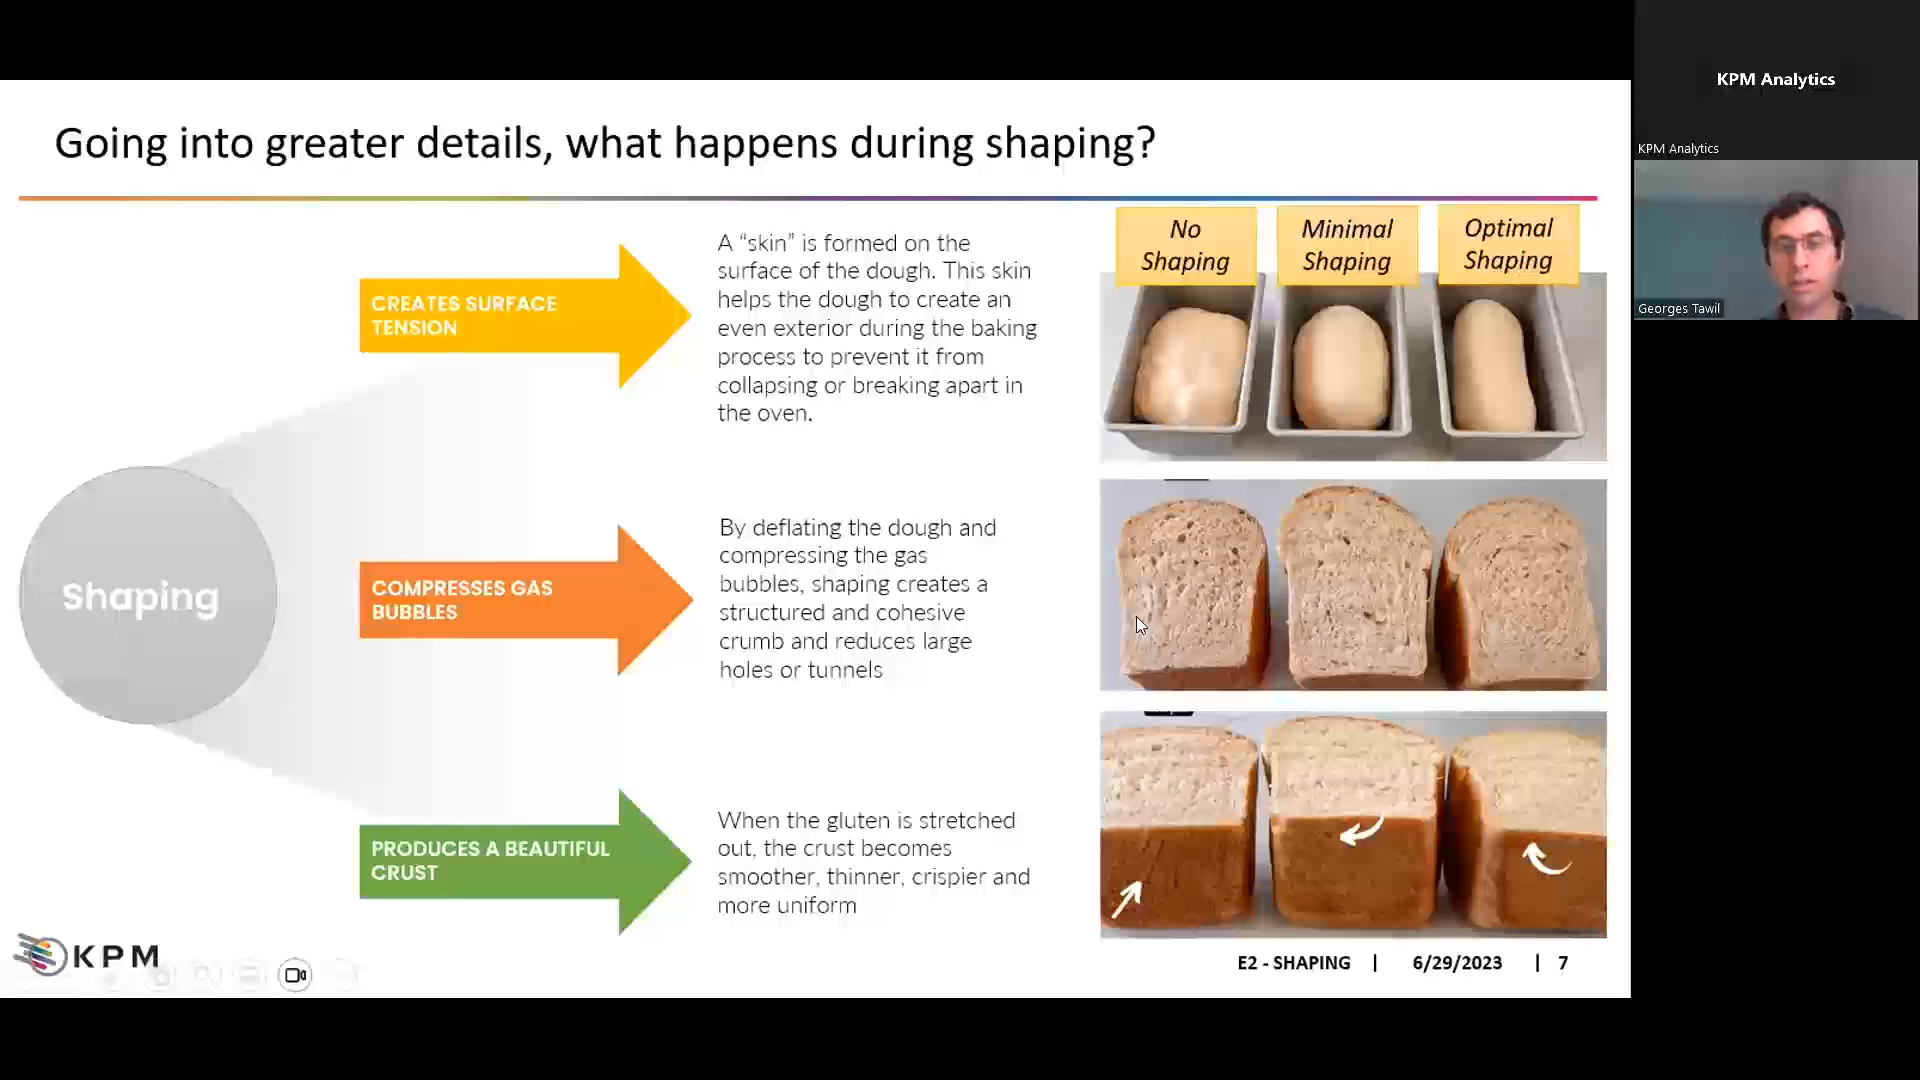 KPM Analytics
KPM Analytics
Georges Tawil
Going into greater details, what happens during shaping?
Shaping
CREATES SURFACE
TENSION
A “skin” is formed on the
surface of the dough. This skin
helps the dough to create an
even exterior during the baking
process to prevent it from
collapsing or breaking apart in
the oven.
COMPRESSES GAS
BUBBLES
By deflating the dough and
compressing the gas
bubbles, shaping creates a
structured and cohesive
crumb and reduces large
holes or tunnels
PRODUCES A BEAUTIFUL
CRUST
When the gluten is stretched
out, the crust becomes
smoother, thinner, crispier and
more uniform
No
Shaping
Minimal
Shaping
Optimal
Shaping
KPM
E2 - SHAPING | 6/29/2023 | 7